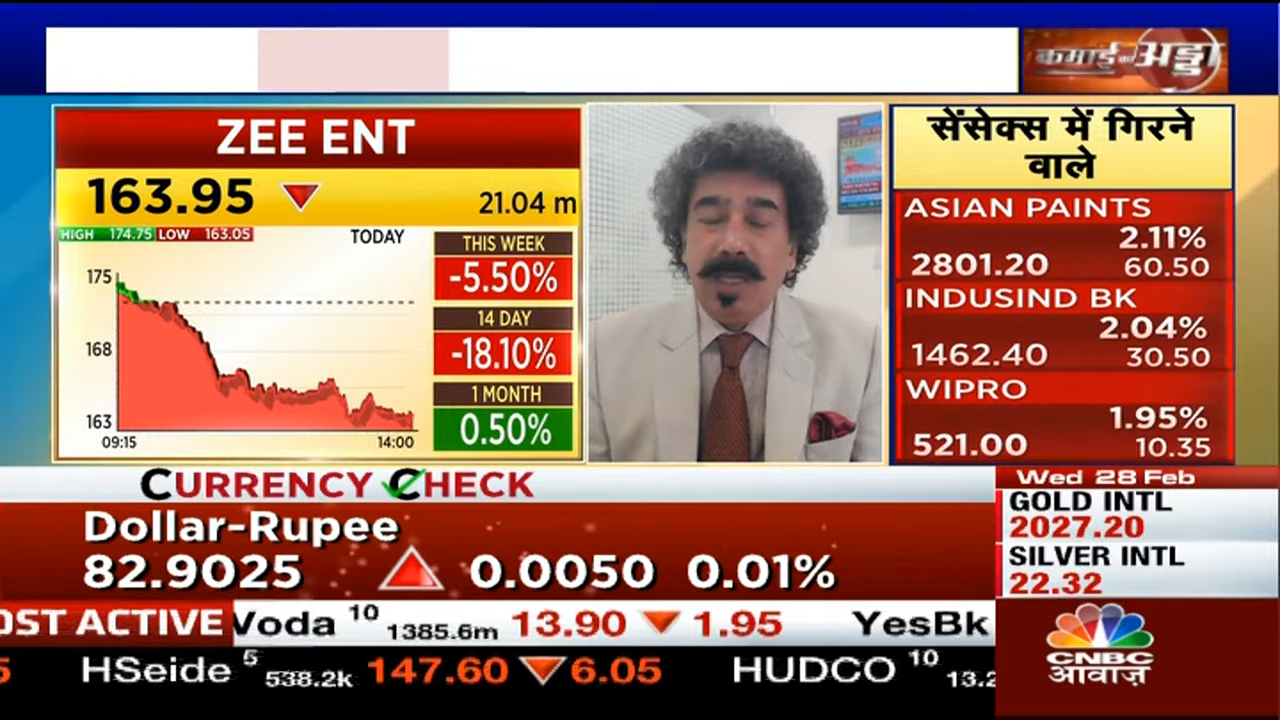 कमाई का अड्डा
ZEE ENT
163.95
21.04 m
HIGH 174.75 LOW 163.05
TODAY
175
168
163
09:15 14:00
THIS WEEK
-5.50%
14 DAY
-18.10%
1 MONTH
0.50%
सेंसेक्स में गिरने
वाले
ASIAN PAINTS
2.11%
2801.20 60.50
INDUSIND BK
2.04%
1462.40 30.50
WIPRO
1.95%
521.00 10.35
CURRENCY CHECK
Dollar-Rupee
82.9025 0.0050 0.01%
Wed 28 Feb
GOLD INTL
2027.20
SILVER INTL
22.32
OST ACTIVE Voda 10 1385.6m 13.90 1.95 YesBk
5 HSeide 5 538.2k 147.60 6.05 HUDCO 10 13.2
CNBC
आवाज़